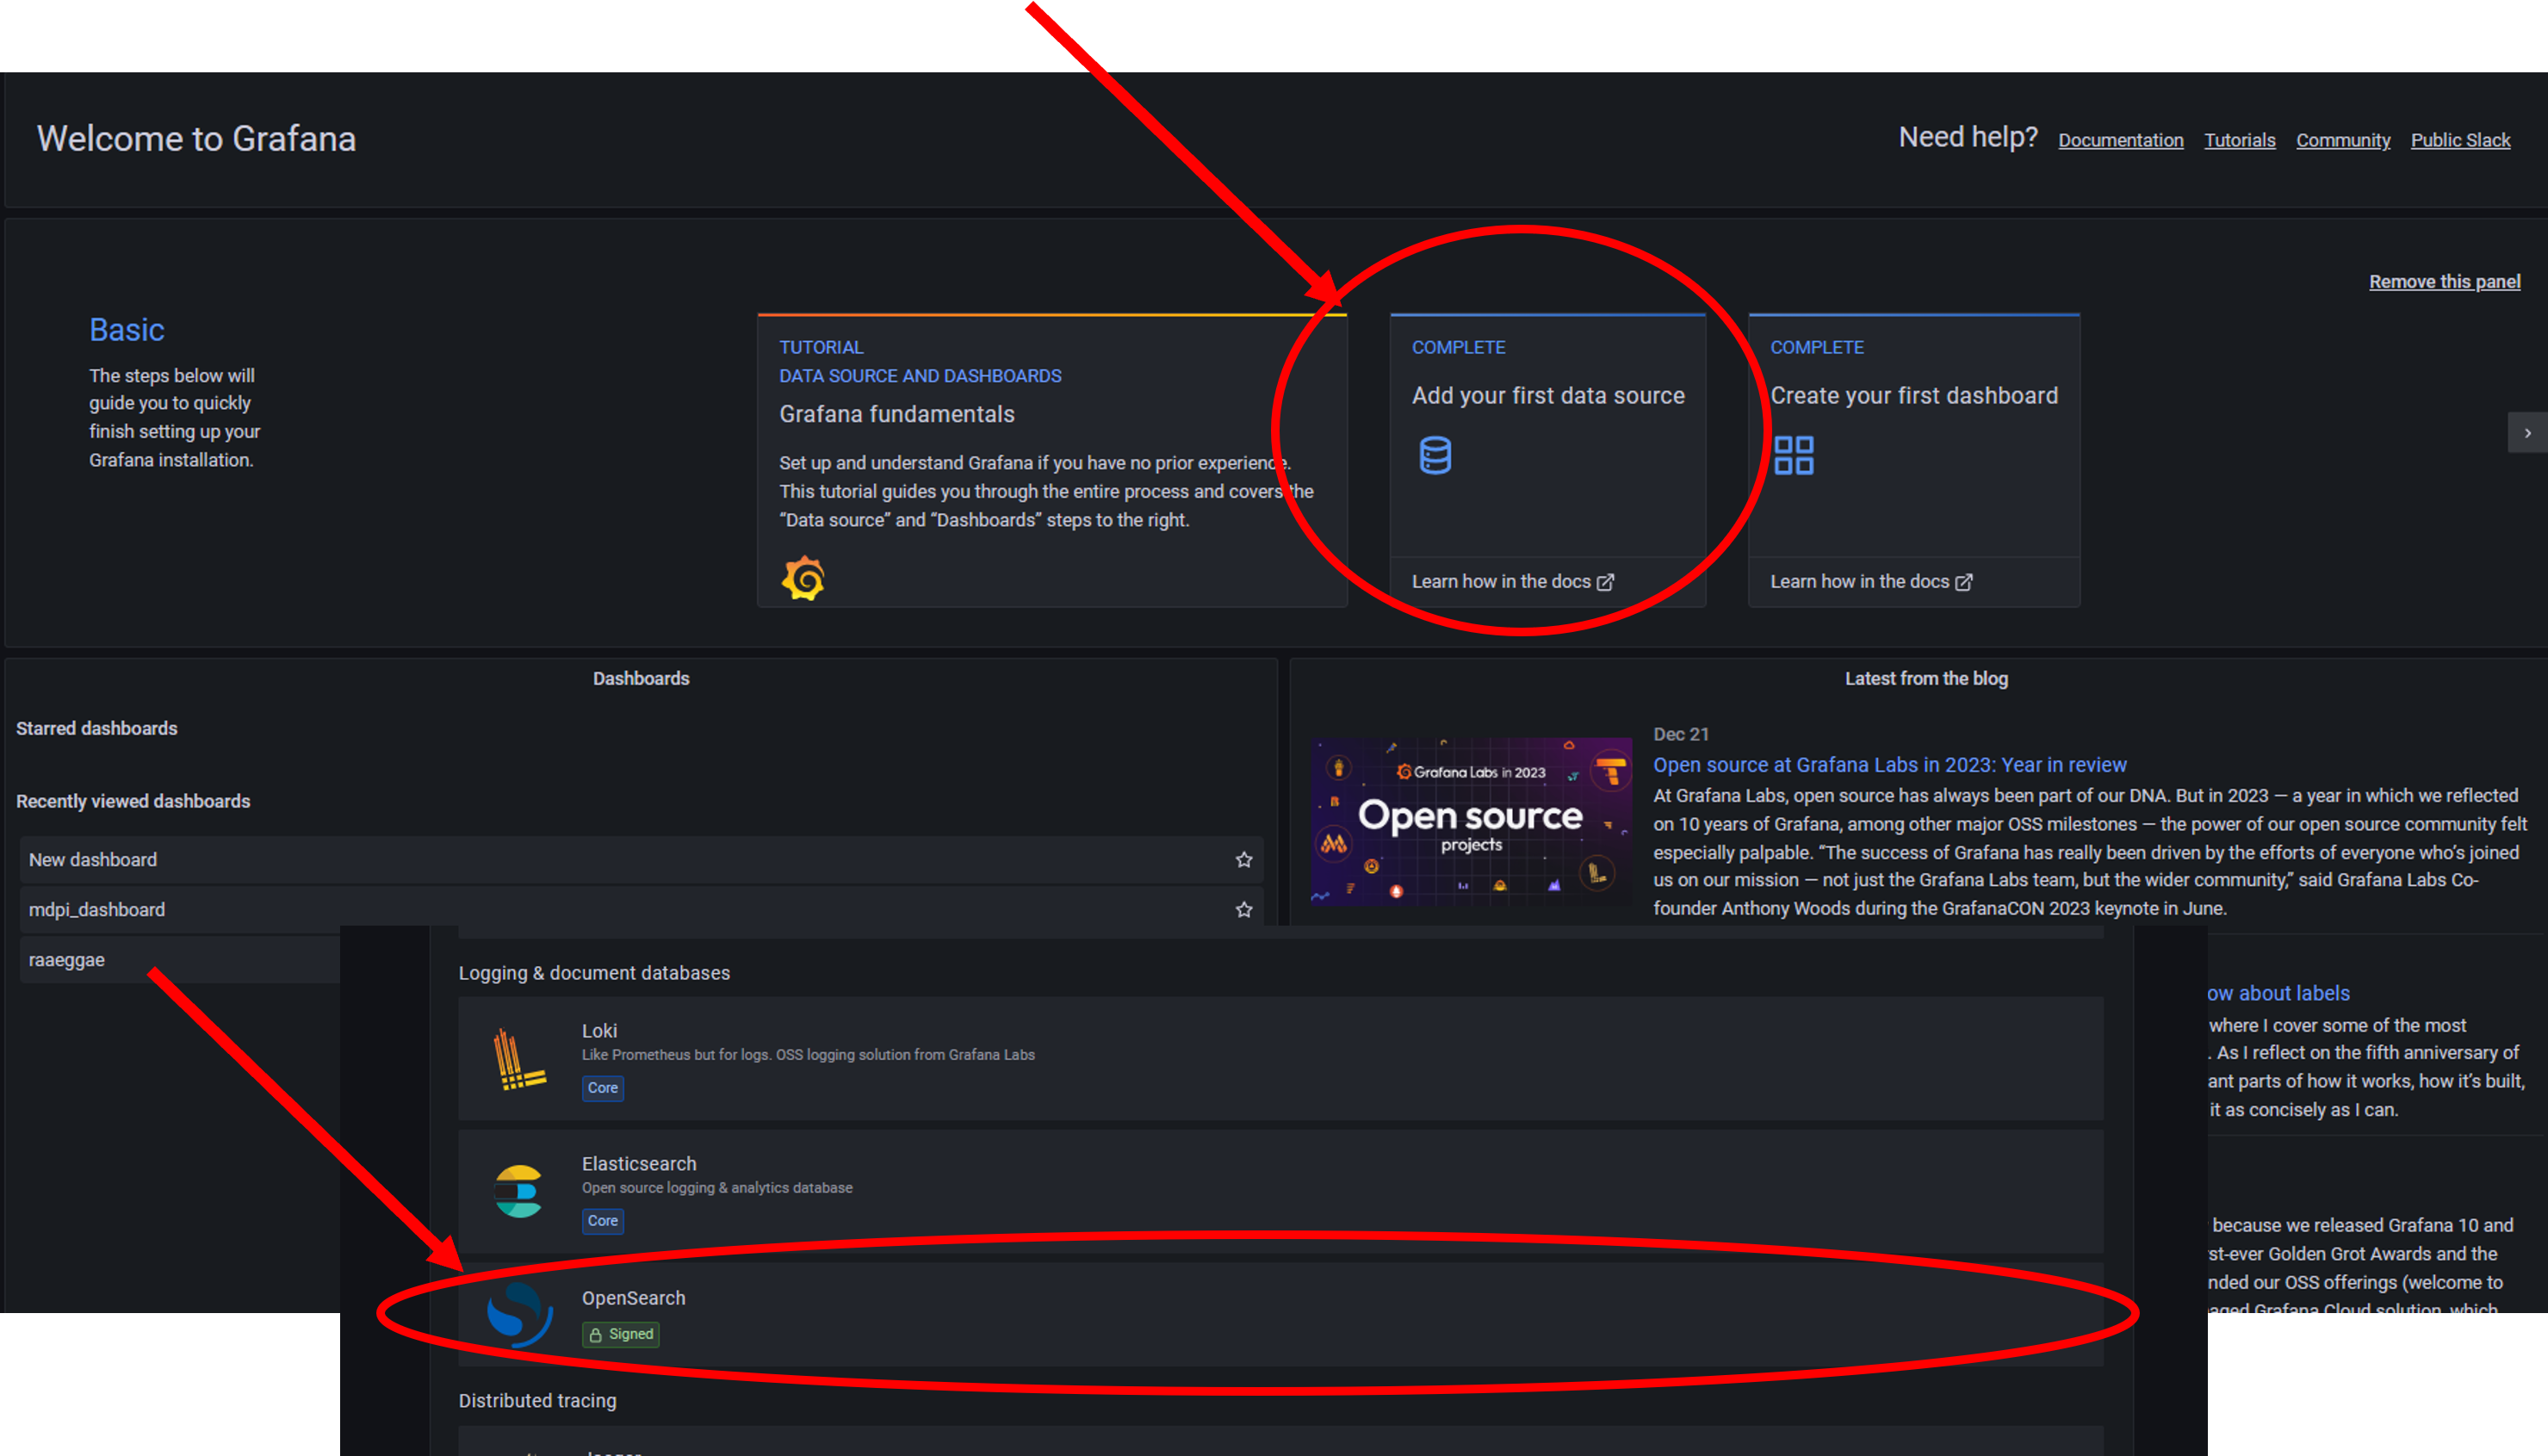 Welcome to Grafana
Need help? Documentation Tutorials Community Public Slack
Remove this panel
Basic
The steps below will
guide you to quickly
finish setting up your
Grafana installation.
TUTORIAL
DATA SOURCE AND DASHBOARDS
Grafana fundamentals
Set up and understand Grafana if you have no prior experience.
This tutorial guides you through the entire process and covers the
“Data source” and “Dashboards” steps to the right.
COMPLETE
Add your first data source
Learn how in the docs
COMPLETE
Create your first dashboard
Learn how in the docs
Dashboards
Starred dashboards
Recently viewed dashboards
New dashboard
mdpi_dashboard
raaeggae
Latest from the blog
Grafana Labs in 2023
Open source
projects
Dec 21
Open source at Grafana Labs in 2023: Year in review
At Grafana Labs, open source has always been part of our DNA. But in 2023 — a year in which we reflected
on 10 years of Grafana, among other major OSS milestones — the power of our open source community felt
especially palpable. “The success of Grafana has really been driven by the efforts of everyone who’s joined
us on our mission — not just the Grafana Labs team, but the wider community,” said Grafana Labs Co-
founder Anthony Woods during the GrafanaCON 2023 keynote in June.
ow about labels
where I cover some of the most
. As I reflect on the fifth anniversary of
ant parts of how it works, how it’s built,
it as concisely as I can.
because we released Grafana 10 and
st-ever Golden Grot Awards and the
nded our OSS offerings (welcome to
aged Grafana Cloud solution, which
Logging & document databases
Loki
Like Prometheus but for logs. OSS logging solution from Grafana Labs
Core
Elasticsearch
Open source logging & analytics database
Core
OpenSearch
Signed
Distributed tracing